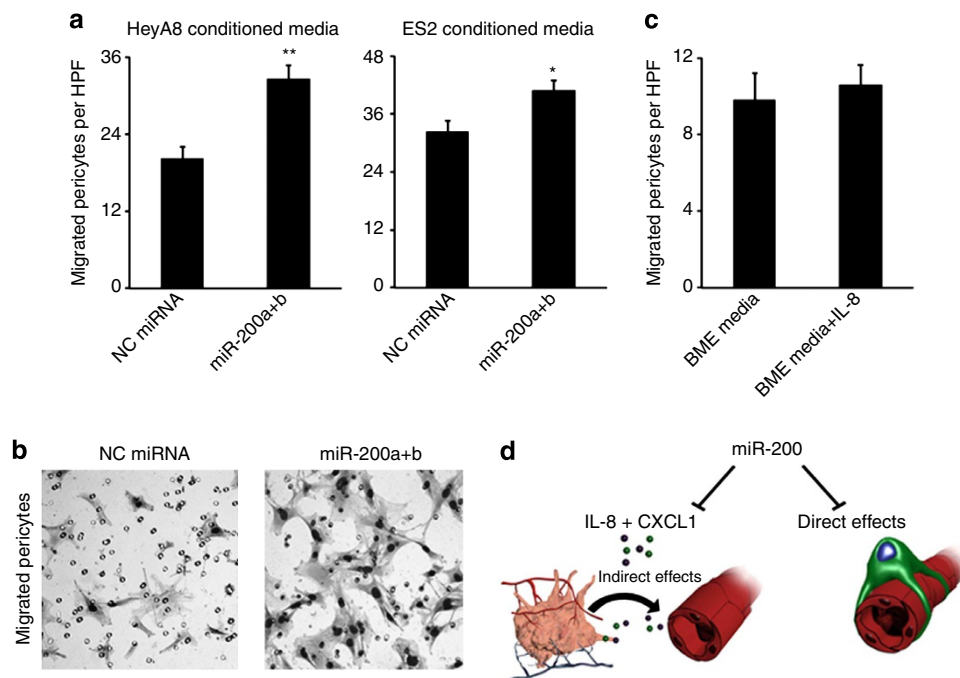 a
HeyA8 conditioned media
Migrated pericytes per HPF
36
24
12
0
**
NC miRNA
miR-200a+b
ES2 conditioned media
48
36
24
12
0
*
NC miRNA
miR-200a+b
c
Migrated pericytes per HPF
12
8
4
0
BME media
BME media+IL-8
b
NC miRNA
miR-200a+b
Migrated pericytes
d
miR-200
IL-8 + CXCL1
Direct effects
Indirect effects